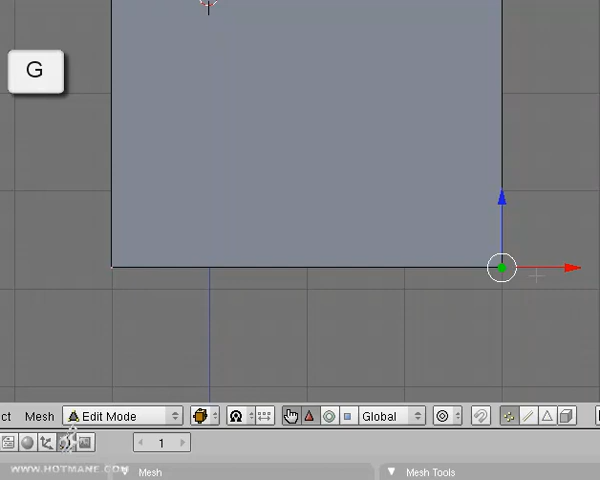 G
ct Mesh Edit Mode Global
1
WWW.HOTMANE.COM
Mesh Mesh Tools